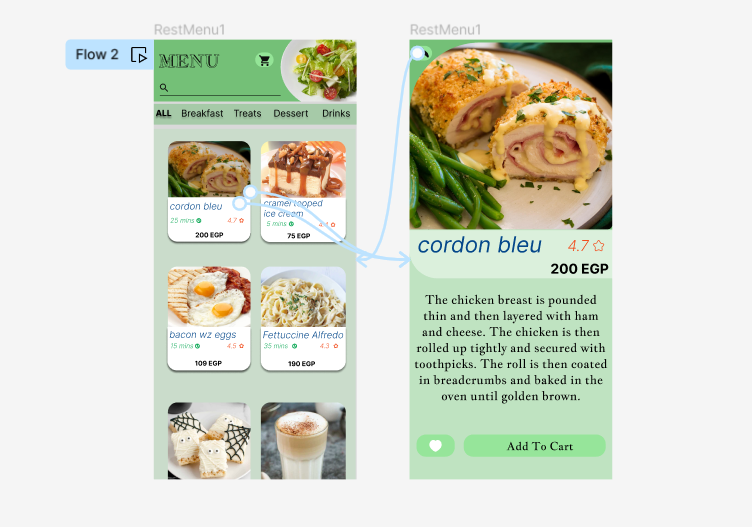 RestMenu1
RestMenu1
Flow 2
MENU
ALL Breakfast Treats Dessert Drinks
cordon bleu
25 mins 4.7
200 EGP
cramel topped
ice cream
5 mins 4.4
75 EGP
bacon wz eggs
15 mins 4.5
109 EGP
Fettuccine Alfredo
35 mins 4.3
190 EGP
cordon bleu 4.7
200 EGP
The chicken breast is pounded
thin and then layered with ham
and cheese. The chicken is then
rolled up tightly and secured with
toothpicks. The roll is then coated
in breadcrumbs and baked in the
oven until golden brown.
Add To Cart